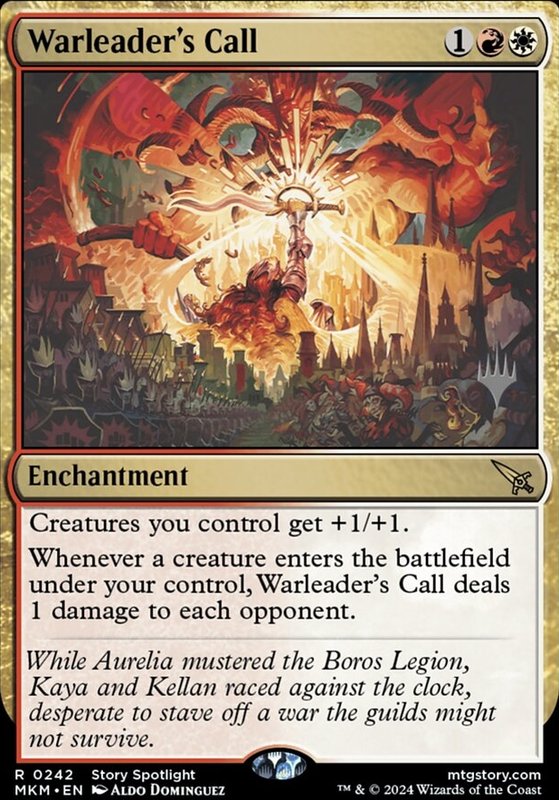 Warleader's Call 1
Enchantment
Creatures you control get +1/+1.
Whenever a creature enters the battlefield
under your control, Warleader's Call deals
1 damage to each opponent.
While Aurelia mustered the Boros Legion,
Kaya and Kellan raced against the clock,
desperate to stave off a war the guilds might
not survive.
R 0242 Story Spotlight mtgstory.com
MKM • EN Aldo Dominguez ™ & © 2024 Wizards of the Coast